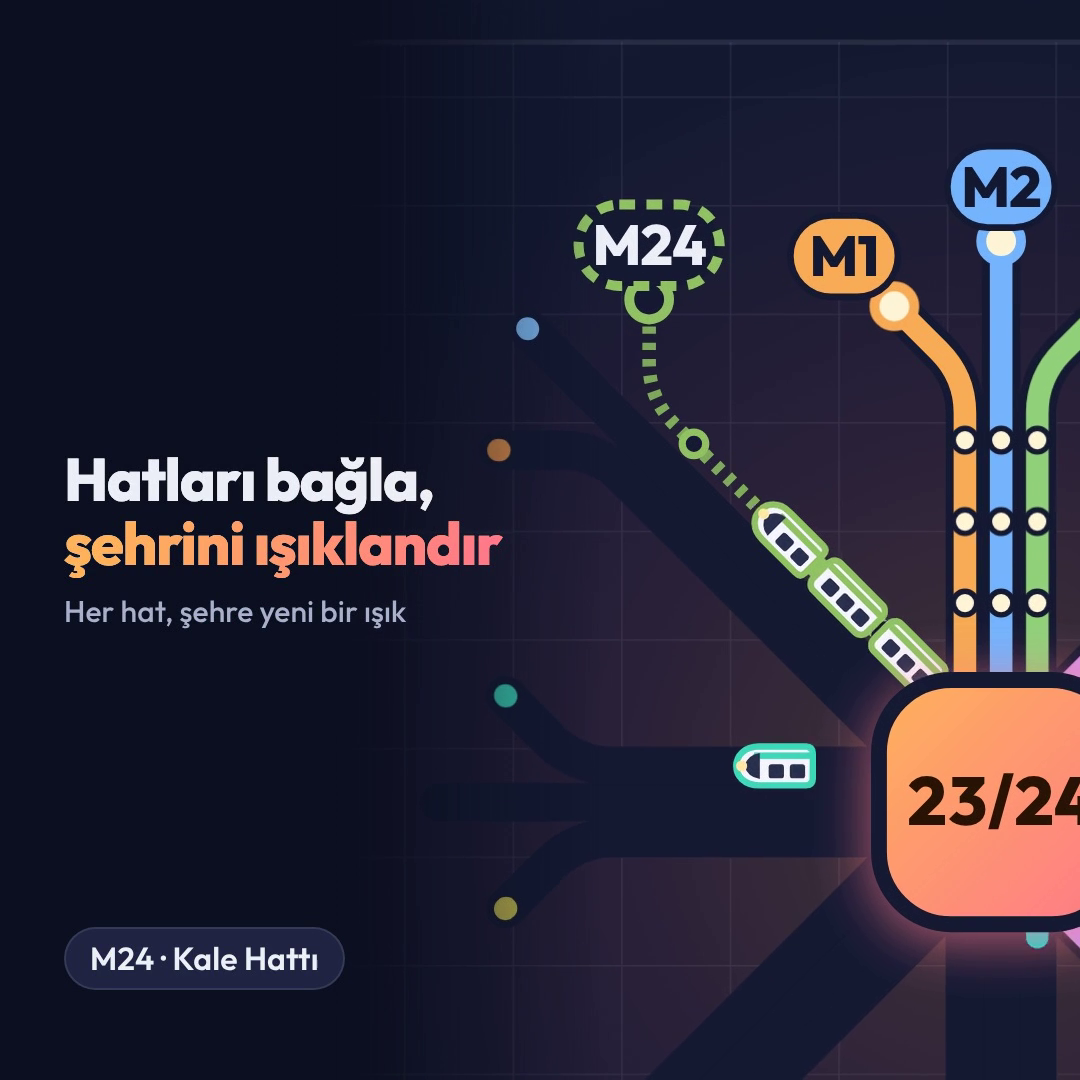 M2
M24
M1
Hatları bağla,
şehrini ışıklandır
Her hat, şehre yeni bir ışık
23/24
M24 · Kale Hattı